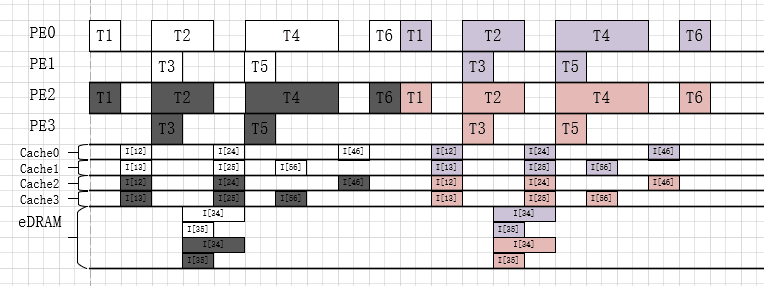 PE0 T1 T2 T4 T6 T1 T2 T4 T6
PE1 T3 T5 T3 T5
PE2 T1 T2 T4 T6 T1 T2 T4 T6
PE3 T3 T5 T3 T5
Cache0 I[12] I[24] I[46] I[12] I[24] I[46]
Cache1 I[13] I[25] I[56] I[13] I[25] I[56]
Cache2 I[12] I[24] I[46] I[12] I[24] I[46]
Cache3 I[13] I[25] I[56] I[13] I[25] I[56]
eDRAM I[34] I[34]
I[35] I[35]
I[34] I[34]
I[35] I[35]